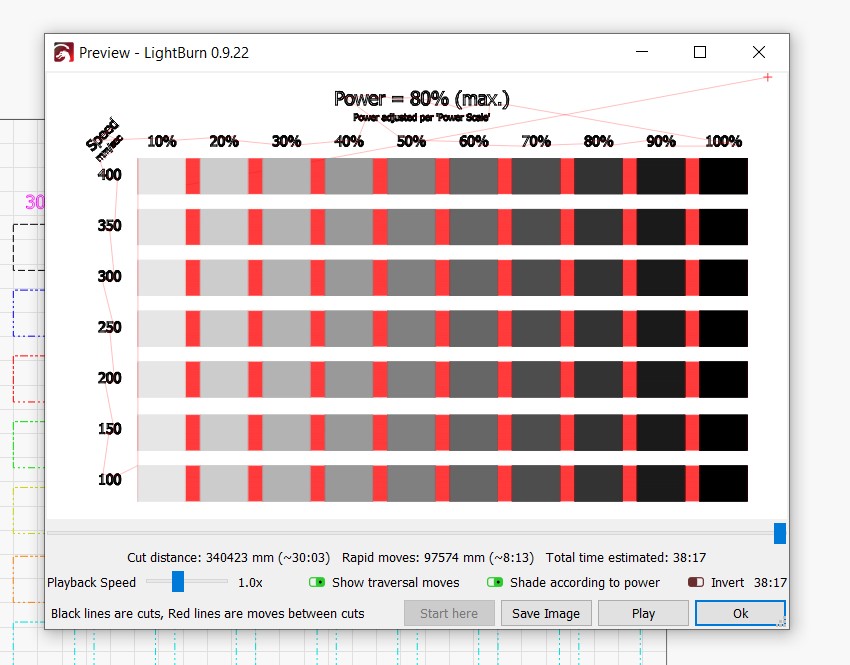 Preview - LightBurn 0.9.22
Power = 80% (max.)
Power adjusted per 'Power Scale'
Speed
mm/sec
10% 20% 30% 40% 50% 60% 70% 80% 90% 100%
400
30
350
300
250
200
150
100
Cut distance: 340423 mm (~30:03) Rapid moves: 97574 mm (~8:13) Total time estimated: 38:17
Playback Speed 1.0x Show traversal moves Shade according to power Invert 38:17
Black lines are cuts, Red lines are moves between cuts Start here Save Image Play Ok